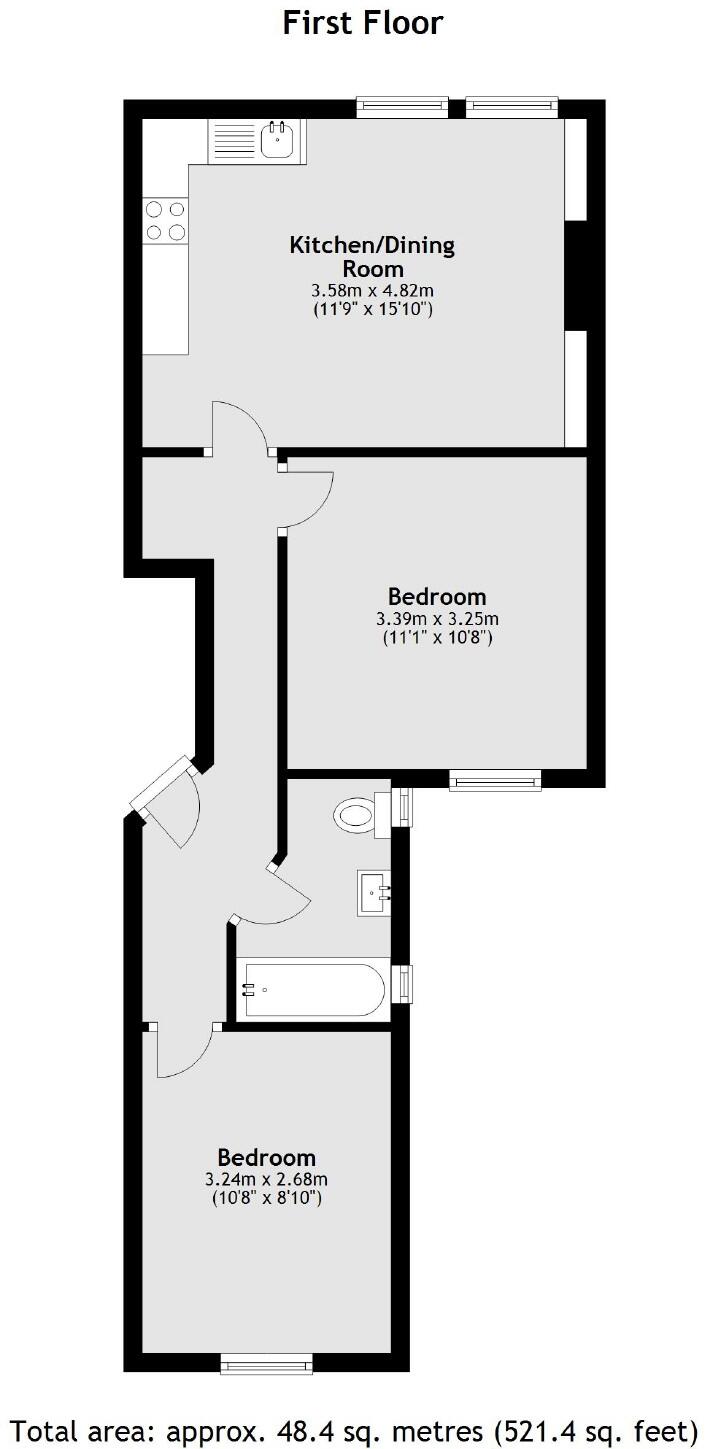 First Floor
Kitchen/Dining
Room
3.58m x 4.82m
(11'9" x 15'10")
Bedroom
3.39m x 3.25m
(11'1" x 10'8")
Bedroom
3.24m x 2.68m
(10'8" x 8'10")
Total area: approx. 48.4 sq. metres (521.4 sq. feet)